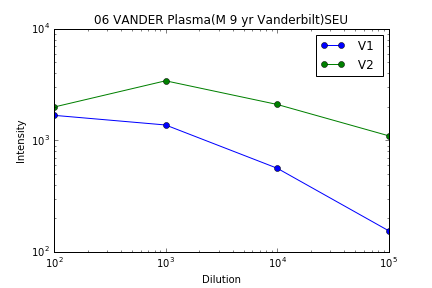 06 VANDER Plasma(M 9 yr Vanderbilt)SEU
10^4
V1
V2
10^3
Intensity
10^2
10^2 10^3 10^4 10^5
Dilution